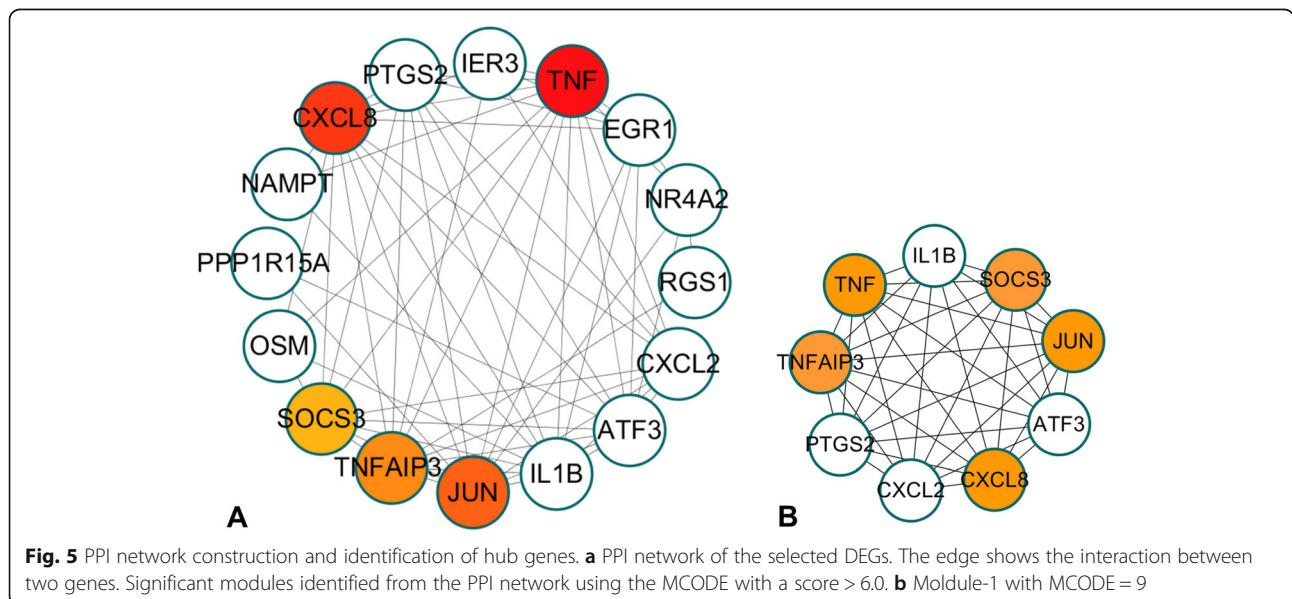 IER3
PTGS2
TNF
CXCL8
EGR1
NAMPT
NR4A2
PPP1R15A
RGS1
OSM
CXCL2
SOCS3
ATF3
TNFAIP3
IL1B
JUN
A
IL1B
TNF
SOCS3
JUN
TNFAIP3
ATF3
PTGS2
CXCL8
CXCL2
B
Fig. 5 PPI network construction and identification of hub genes. a PPI network of the selected DEGs. The edge shows the interaction between
two genes. Significant modules identified from the PPI network using the MCODE with a score > 6.0. b Moldule-1 with MCODE = 9